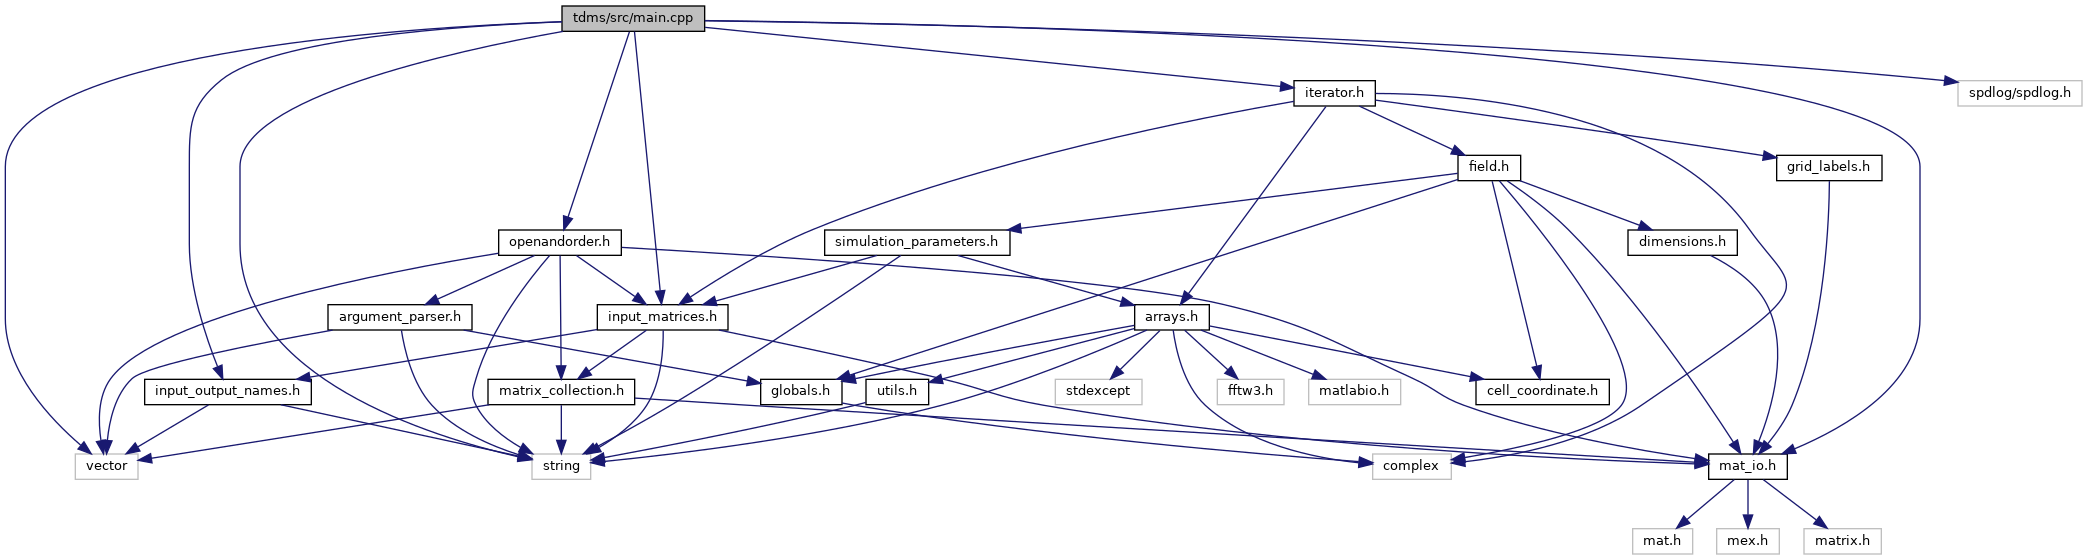 tdms/src/main.cpp
iterator.h
spdlog/spdlog.h
field.h
grid_labels.h
openandorder.h
simulation_parameters.h
dimensions.h
argument_parser.h
input_matrices.h
arrays.h
input_output_names.h
matrix_collection.h
globals.h
utils.h
stdexcept
fftw3.h
matlabio.h
cell_coordinate.h
vector
string
complex
mat_io.h
mat.h
mex.h
matrix.h